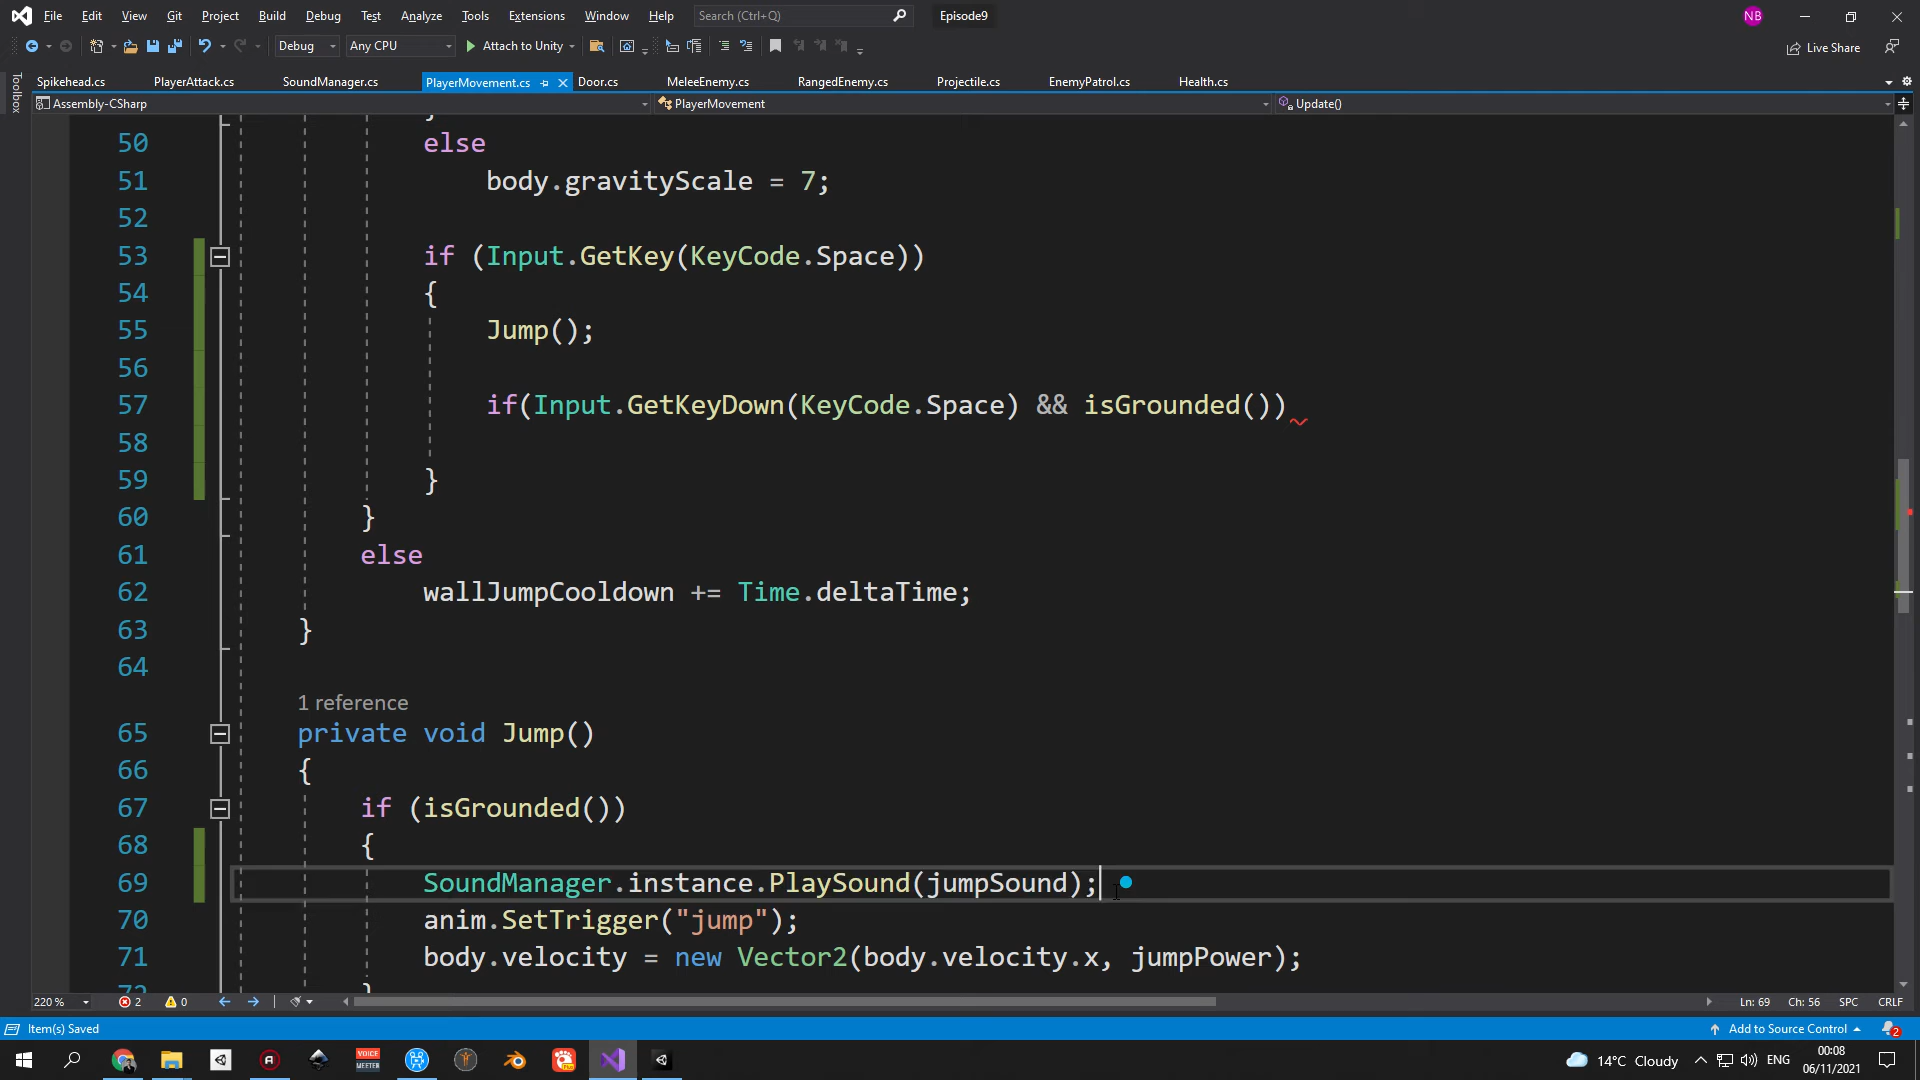 File Edit View Git Project Build Debug Test Analyze Tools Extensions Window Help Search (Ctrl+Q) Episode9 NB
Debug Any CPU Attach to Unity Live Share
Toolbox
Spikehead.cs PlayerAttack.cs SoundManager.cs PlayerMovement.cs Door.cs MeleeEnemy.cs RangedEnemy.cs Projectile.cs EnemyPatrol.cs Health.cs
Assembly-CSharp PlayerMovement Update()
50 else
51 body.gravityScale = 7;
52
53 if (Input.GetKey(KeyCode.Space))
54 {
55 Jump();
56
57 if(Input.GetKeyDown(KeyCode.Space) && isGrounded())
58
59 }
60 }
61 else
62 wallJumpCooldown += Time.deltaTime;
63 }
64
1 reference
65 private void Jump()
66 {
67 if (isGrounded())
68 {
69 SoundManager.instance.PlaySound(jumpSound);
70 anim.SetTrigger("jump");
71 body.velocity = new Vector2(body.velocity.x, jumpPower);
72 }
220 % 2 0 Ln: 69 Ch: 56 SPC CRLF
Item(s) Saved Add to Source Control 2
VOICE MEETER 14°C Cloudy ENG 00:08
06/11/2021